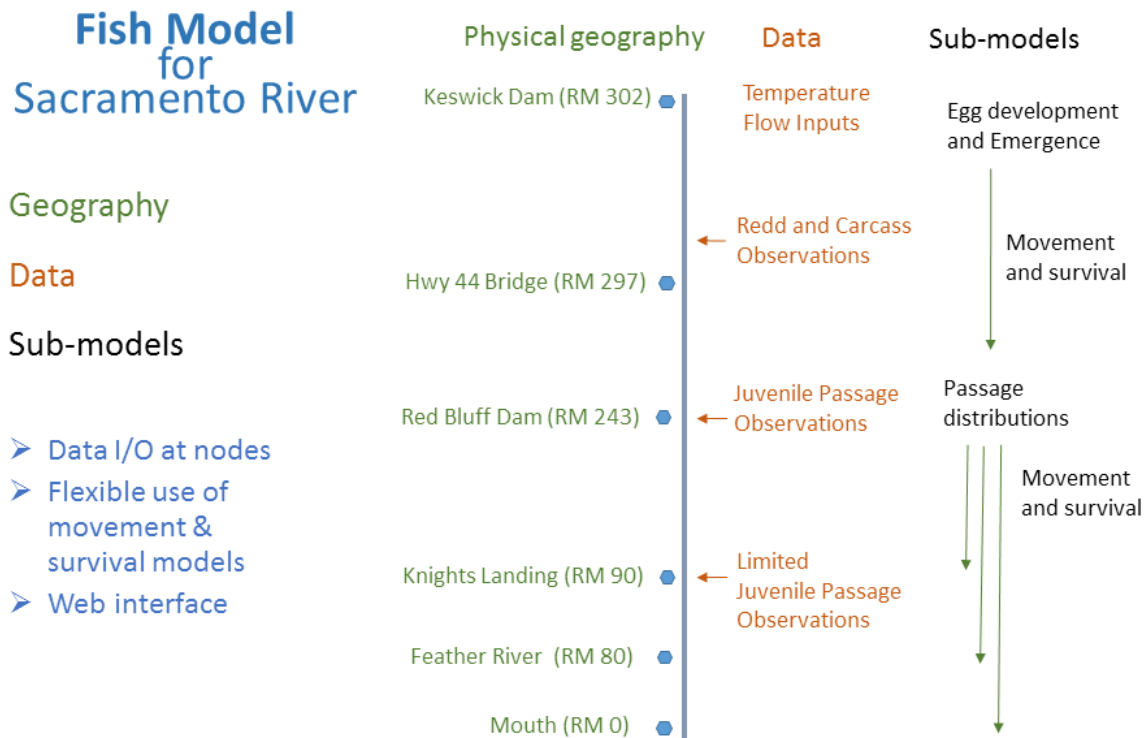 Fish Model
for
Sacramento River
Geography
Data
Sub-models
➢ Data I/O at nodes
➢ Flexible use of
movement &
survival models
➢ Web interface
Physical geography
Keswick Dam (RM 302)
Hwy 44 Bridge (RM 297)
Red Bluff Dam (RM 243)
Knights Landing (RM 90)
Feather River (RM 80)
Mouth (RM 0)
Data
Temperature
Flow Inputs
Redd and Carcass
Observations
Juvenile Passage
Observations
Limited
Juvenile Passage
Observations
Sub-models
Egg development
and Emergence
Movement
and survival
Passage
distributions
Movement
and survival